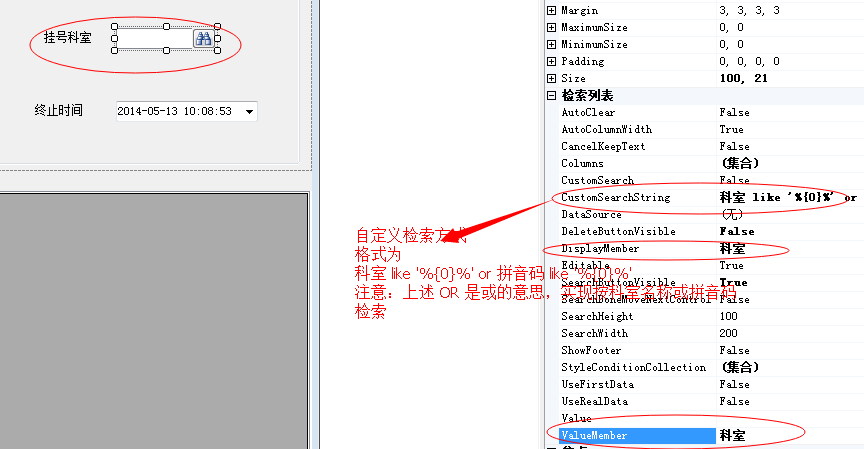 挂号科室
终止时间
2014-05-13 10:08:53
自定义检索方式
格式为
科室 like '%{0}%' or 拼音码 like '%{0}%'
注意：上述 OR 是或的意思，实现按科室名称或拼音码
检索
Margin 3, 3, 3, 3
MaximumSize 0, 0
MinimumSize 0, 0
Padding 0, 0, 0, 0
Size 100, 21
检索列表
AutoClear False
AutoColumnWidth True
CancelKeepText False
Columns (集合)
CustomSearch False
CustomSearchString 科室 like '%{0}%' or
DataSource (无)
DeleteButtonVisible False
DisplayMember 科室
Editable True
SearchButtonVisible True
SearchDoneMoveNextControl False
SearchHeight 100
SearchWidth 200
ShowFooter False
StyleConditionCollection (集合)
UseFirstData False
UseRealData False
Value
ValueMember 科室